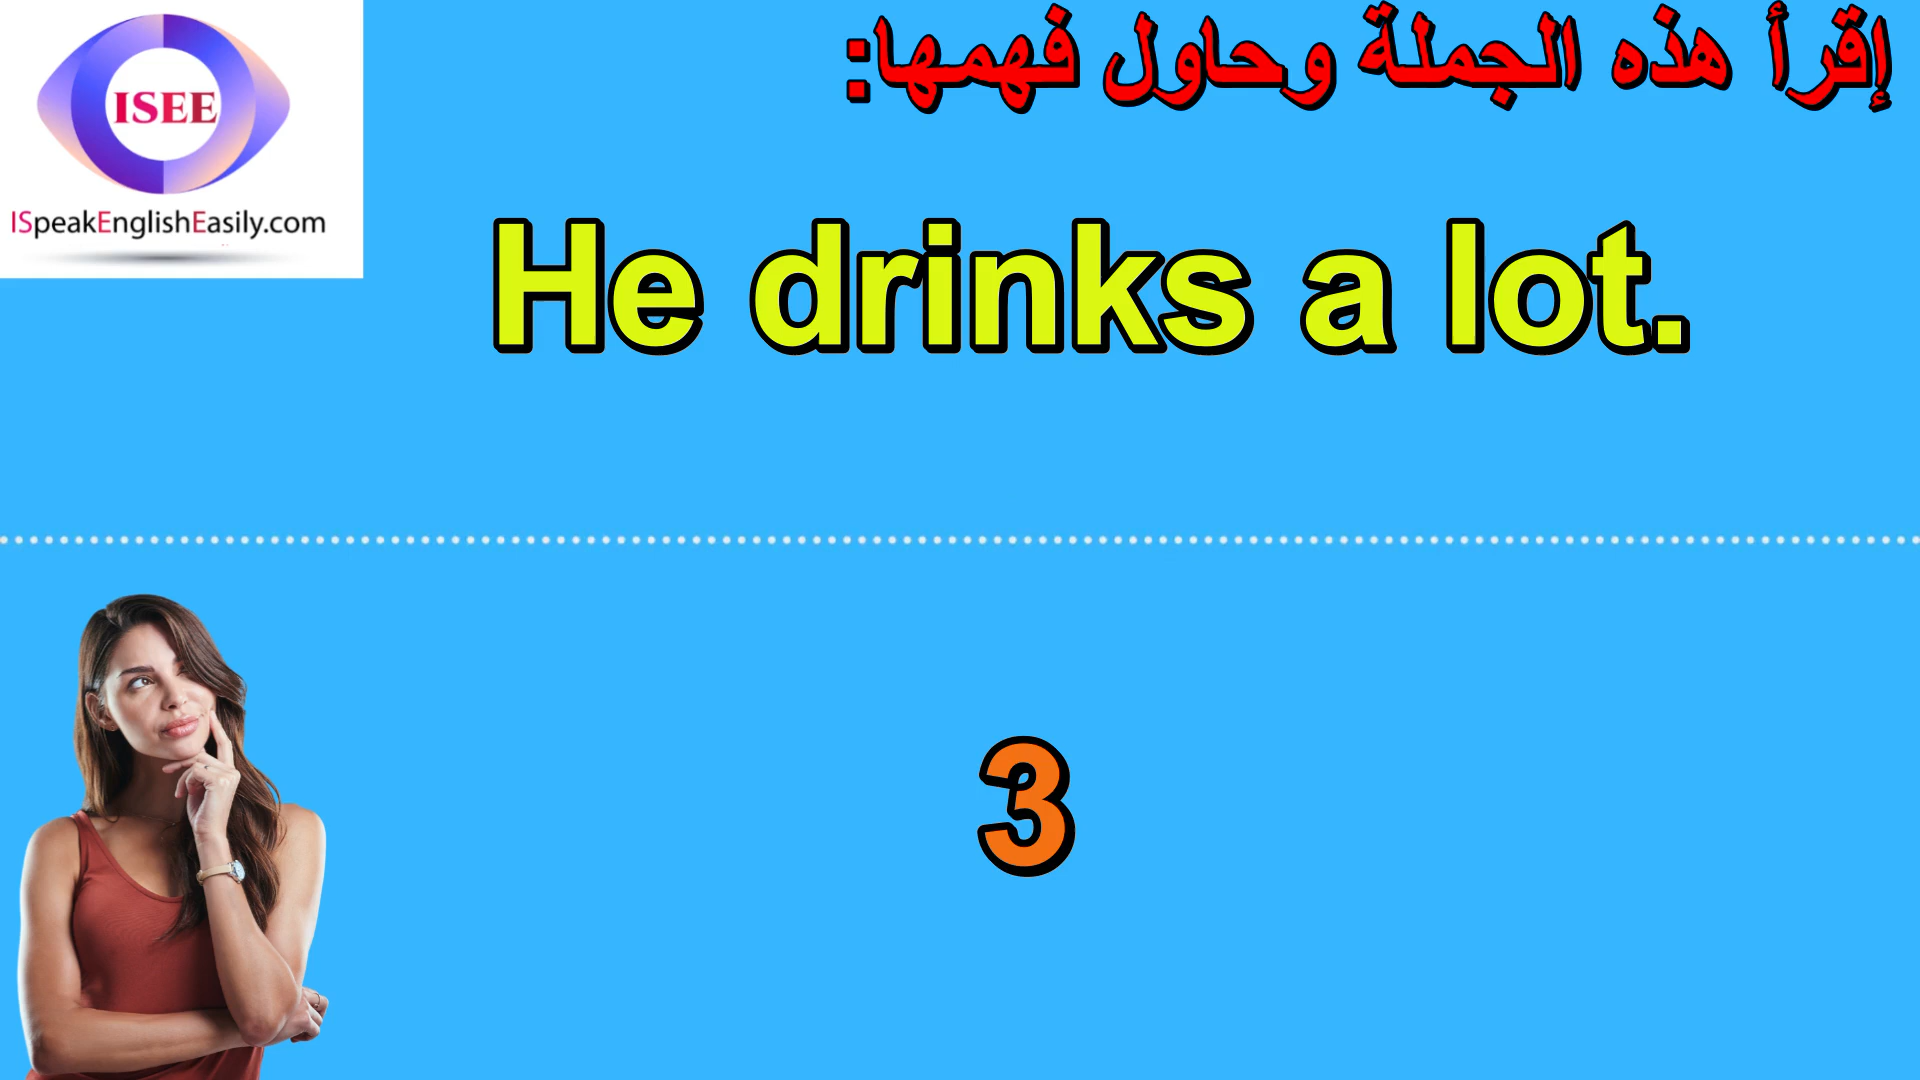 ISEE
ISpeakEnglishEasily.com
إقرأ هذه الجملة وحاول فهمها:
He drinks a lot.
3